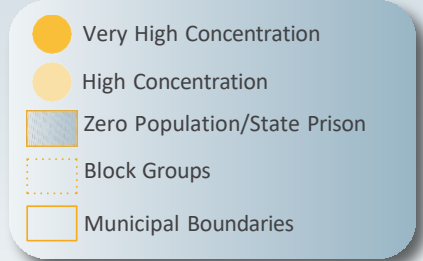 Very High Concentration
High Concentration
Zero Population/State Prison
Block Groups
Municipal Boundaries